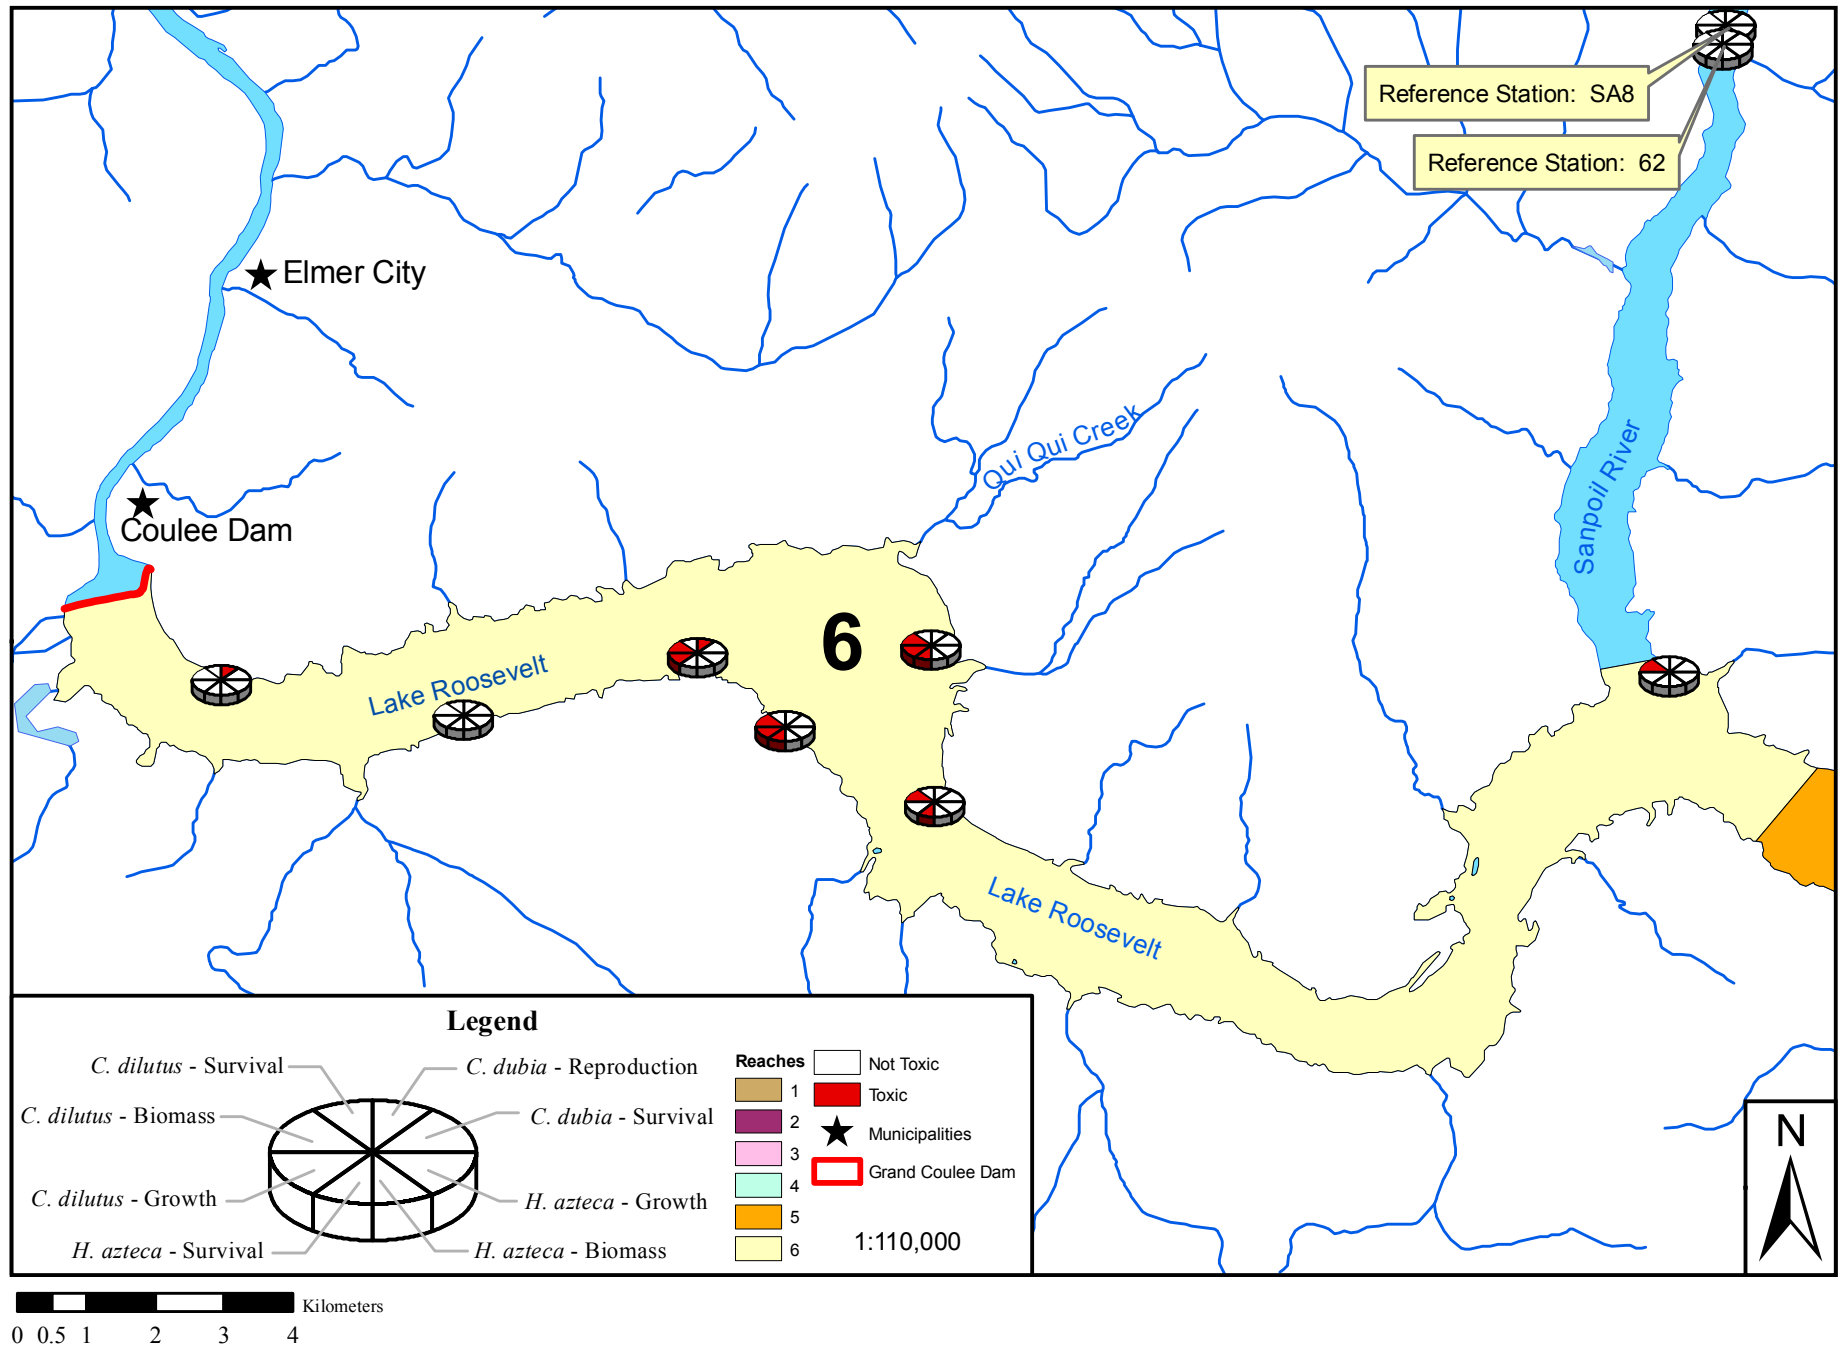 Reference Station:  SA8
Reference Station:  62
Elmer City
Qui Qui Creek
Sanpoil River
Coulee Dam
6
Lake Roosevelt
Lake Roosevelt
Legend
C. dilutus - Survival
C. dubia - Reproduction
C. dilutus - Biomass
C. dubia - Survival
C. dilutus - Growth
H. azteca - Growth
H. azteca - Survival
H. azteca - Biomass
Reaches
1
2
3
4
5
6
Not Toxic
Toxic
Municipalities
Grand Coulee Dam
1:110,000
N
Kilometers
0 0.5 1 2 3 4